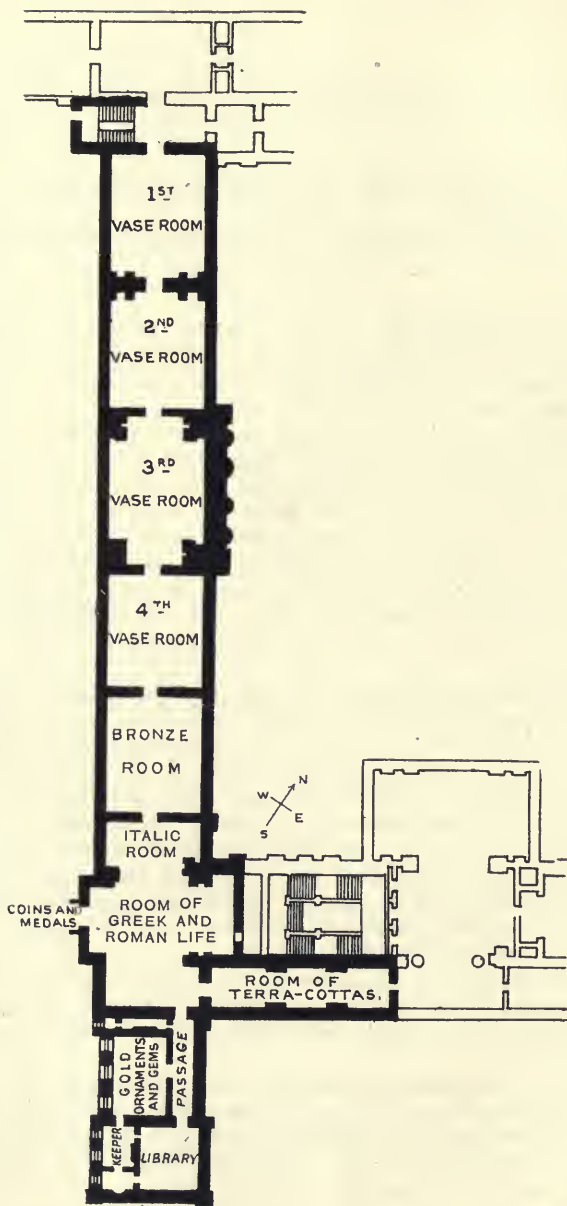 1ST
VASE ROOM
2ND
VASE ROOM
3RD
VASE ROOM
4TH
VASE ROOM
BRONZE
ROOM
N
W
E
S
ITALIC
ROOM
COINS AND
MEDALS
ROOM OF
GREEK AND
ROMAN LIFE
ROOM OF
TERRA-COTTAS.
GOLD
ORNAMENTS
AND GEMS
PASSAGE
KEEPER
LIBRARY